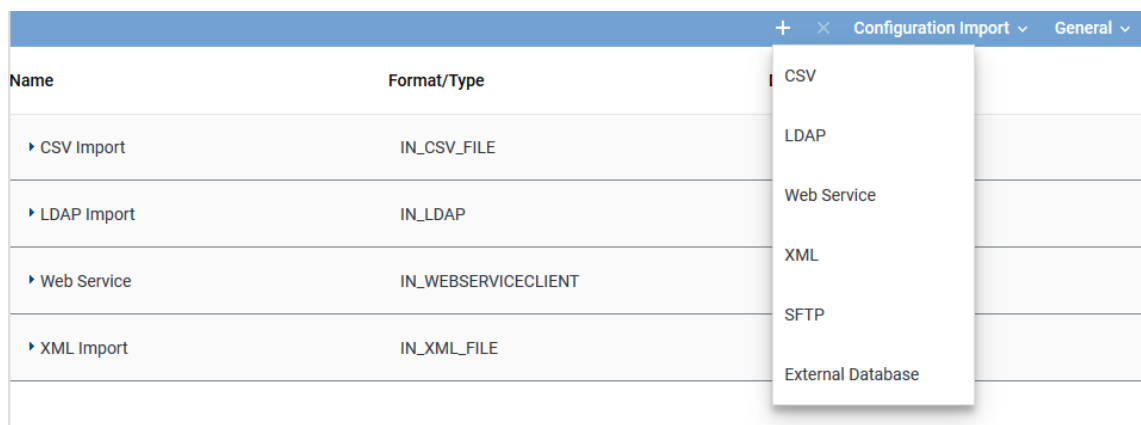 Configuration Import General
Name Format/Type
CSV
CSV Import IN_CSV_FILE
LDAP
LDAP Import IN_LDAP
Web Service
XML
Web Service IN_WEBSERVICECLIENT
SFTP
XML Import IN_XML_FILE
External Database